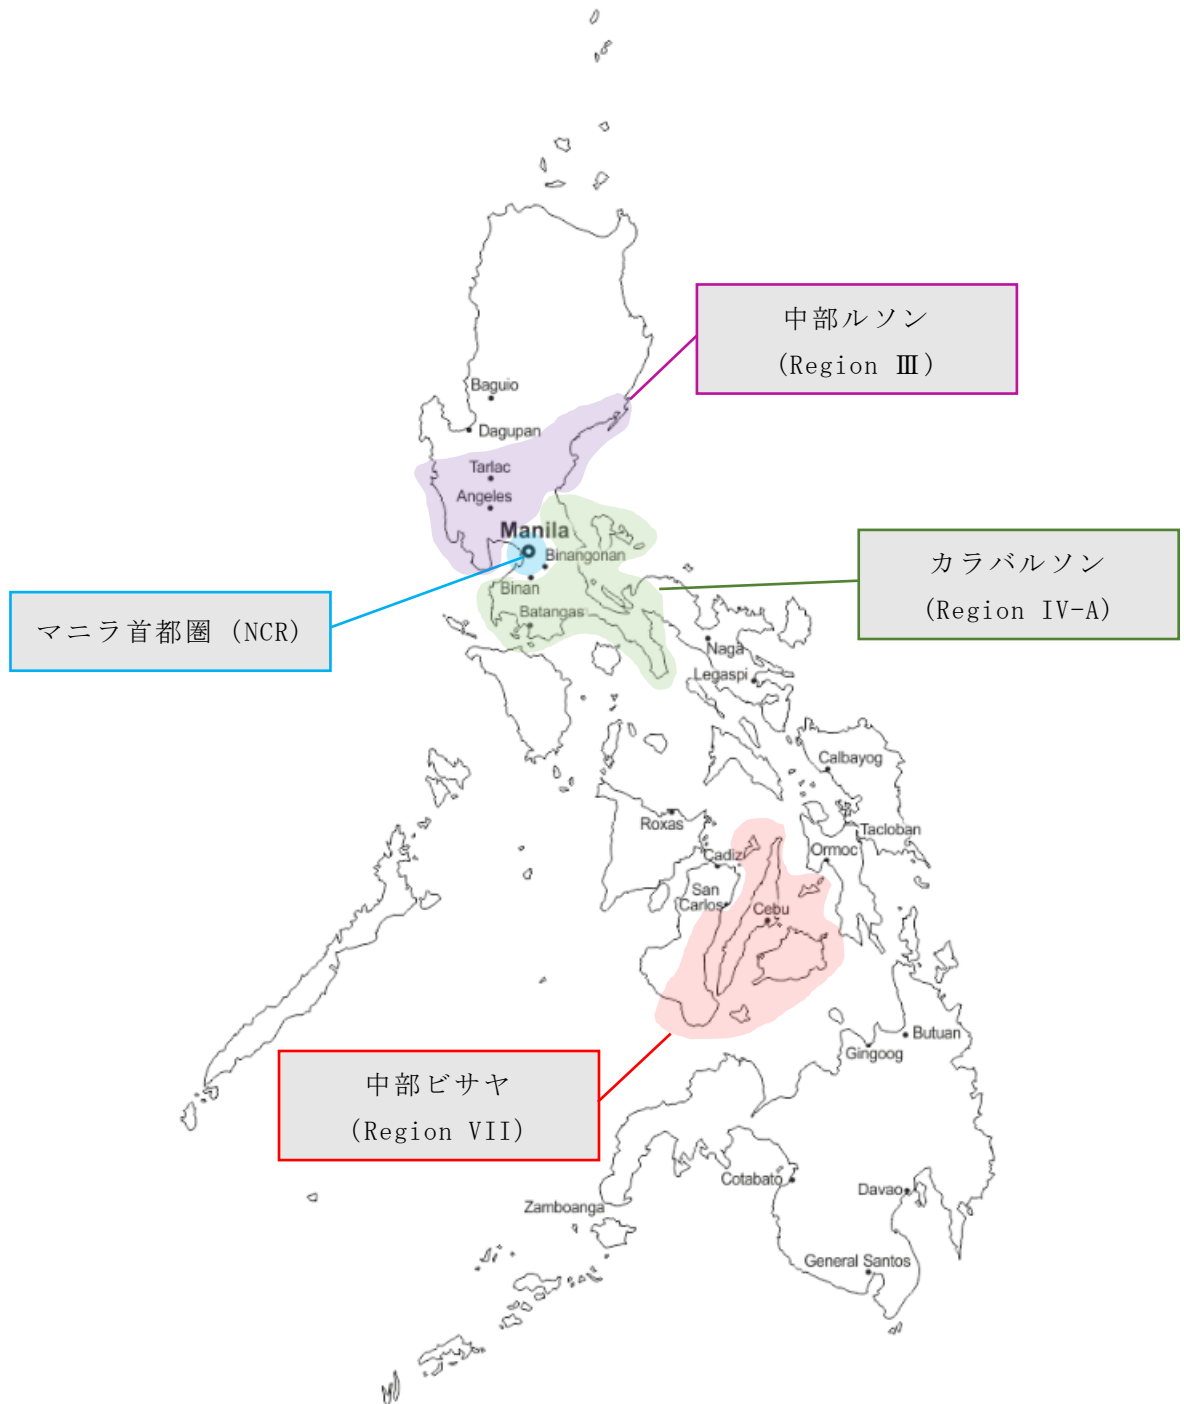 中部ルソン
(Region Ⅲ)
Baguio
Dagupan
Tarlac
Angeles
Manila
Binangonan
カラバルソン
(Region IV-A)
Binan
マニラ首都圏 (NCR)
Batangas
Naga
Legaspi
Calbayog
Roxas
Tacloban
Cadizi
Ormoc
San
Carlos
Cebu
Butuan
Gingoog
中部ビサヤ
(Region VII)
Cotabato
Davao
Zamboanga
General Santos